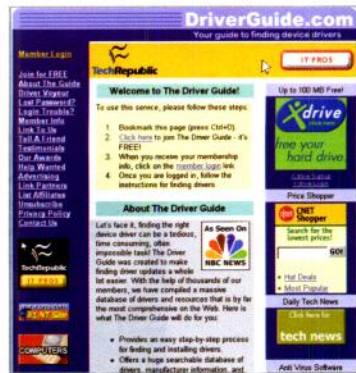 DriverGuide.com
Your guide to finding device drivers
Member Login
Join for FREE
About The Guide
Driver Voyeur
Lost Password?
Login Trouble?
Member Info
Link To Us
Tell A Friend
Testimonials
Our Awards
Help Wanted
Advertising
Link Partners
List Affiliates
Unsubscribe
Privacy Policy
Contact Us
TechRepublic
IT PROS
COMPUTERS
TechRepublic
IT PROS
Welcome to The Driver Guide!
To use this service, please follow these steps:
1. Bookmark this page (press Ctrl+D).
2. Click here to join The Driver Guide - it's
FREE!
3. When you receive your membership
info, click on the member login link.
4. Once you are logged in, follow the
instructions for finding drivers.
About The Driver Guide
Let's face it, finding the right
device driver can be a tedious,
time consuming, often
impossible task! The Driver
Guide was created to make
finding driver updates a whole
lot easier. With the help of thousands of our
members, we have compiled a massive
database of drivers and resources that is by far
the most comprehensive on the Web. Here is
what The Driver Guide will do for you:
As Seen On
NBC NEWS
• Provides an easy step-by-step process
for finding and installing drivers.
• Offers a huge searchable database of
drivers, manufacturer information, and
Up to 100 MB Free!
Xdrive
click here
free your
hard drive.
Price Shopper
CNET
Shopper
Search for the
lowest prices!
GO!
• Hot Deals
• Most Popular
Daily Tech News
Click here for
tech news
Anti Virus Software